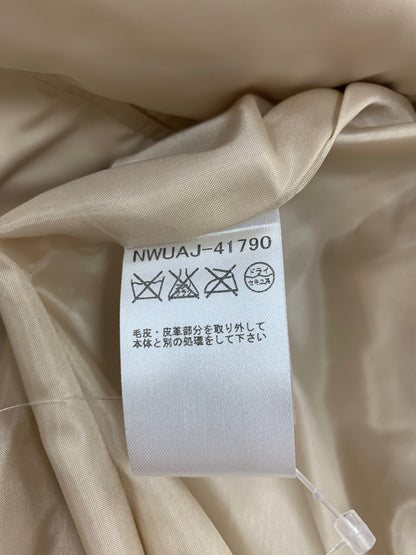 NWUAJ-41790
ドライ
セキユ系
毛皮・皮革部分を取り外して
本体と別の処理をして下さい